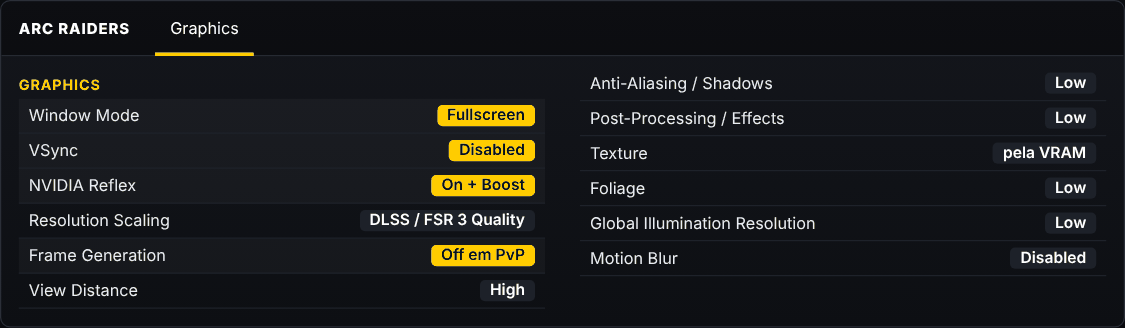 ARC RAIDERS Graphics
GRAPHICS
Window Mode Fullscreen
VSync Disabled
NVIDIA Reflex On + Boost
Resolution Scaling DLSS / FSR 3 Quality
Frame Generation Off em PvP
View Distance High
Anti-Aliasing / Shadows Low
Post-Processing / Effects Low
Texture pela VRAM
Foliage Low
Global Illumination Resolution Low
Motion Blur Disabled